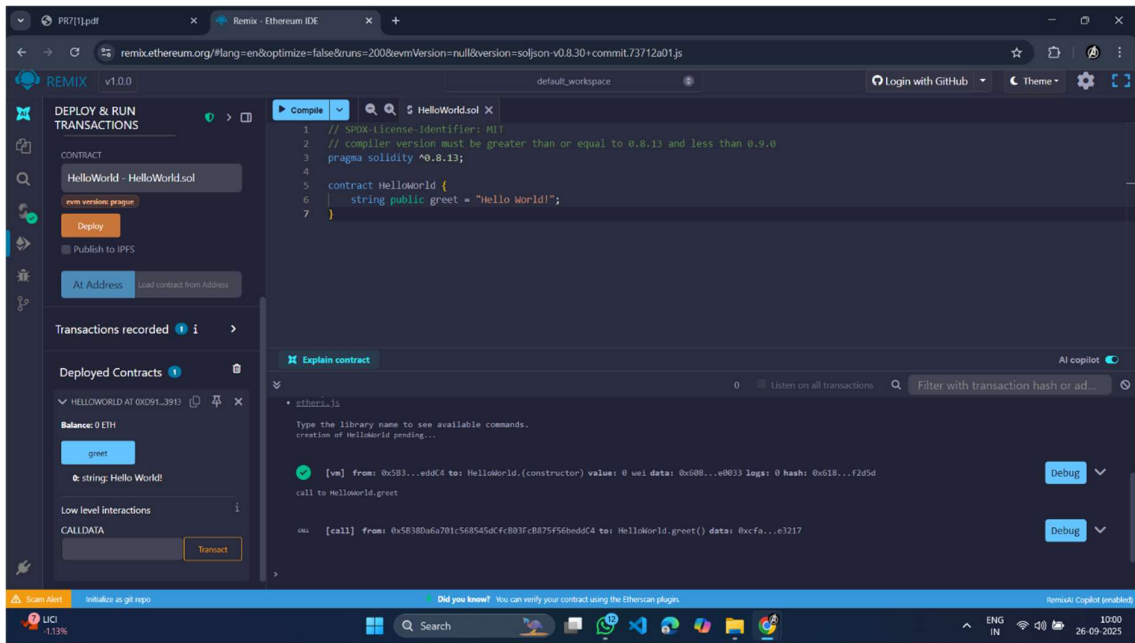 PR7[1].pdf
Remix - Ethereum IDE
remix.ethereum.org/#lang=en&optimize=false&runs=200&evmVersion=null&version=soljson-v0.8.30+commit.73712a01.js
REMIX v1.0.0
default_workspace
Login with GitHub
Theme
DEPLOY & RUN
TRANSACTIONS
CONTRACT
HelloWorld - HelloWorld.sol
evm version: prague
Deploy
Publish to IPFS
At Address
Load contract from Address
Transactions recorded 1 i
Deployed Contracts 1
HELLOWORLD AT 0XD91...3913
Balance: 0 ETH
greet
0: string: Hello World!
Low level interactions
i
CALLDATA
Transact
Compile
HelloWorld.sol
1 // SPDX-License-Identifier: MIT
2 // compiler version must be greater than or equal to 0.8.13 and less than 0.9.0
3 pragma solidity ^0.8.13;
4
5 contract HelloWorld {
6 string public greet = "Hello World!";
7 }
Explain contract
AI copilot
0
Listen on all transactions
Filter with transaction hash or ad...
• ethers.js
Type the library name to see available commands.
creation of HelloWorld pending...
[vm] from: 0x5B3...eddC4 to: HelloWorld.(constructor) value: 0 wei data: 0x608...e0033 logs: 0 hash: 0x618...f2d5d
Debug
call to HelloWorld.greet
CALL
[call] from: 0x5B38Da6a701c568545dCfcB03FcB875f56beddC4 to: HelloWorld.greet() data: 0xcfa...e3217
Debug
>
Scam Alert
Initialize as git repo
Did you know? You can verify your contract using the Etherscan plugin.
RemixAI Copilot (enabled)
7
LICI
-1.13%
Search
12
ENG
IN
10:00
26-09-2025